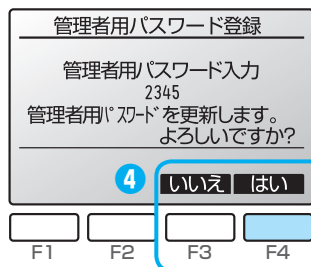 管理者用パスワード登録
管理者用パスワード入力
2345
管理者用ﾊﾟｽﾜｰﾄﾞを更新します。
よろしいですか?
4 いいえ はい
F1 F2 F3 F4